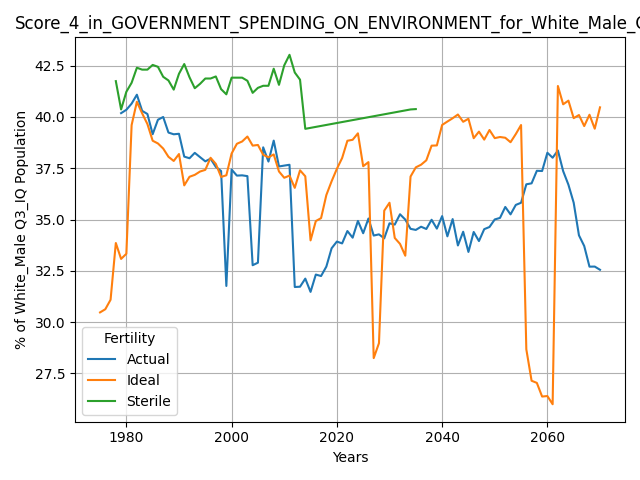 Score_4_in_GOVERNMENT_SPENDING_ON_ENVIRONMENT_for_White_Male_
% of White_Male Q3_IQ Population
42.5
40.0
37.5
35.0
32.5
30.0
27.5
Fertility
Actual
Ideal
Sterile
1980 2000 2020 2040 2060
Years